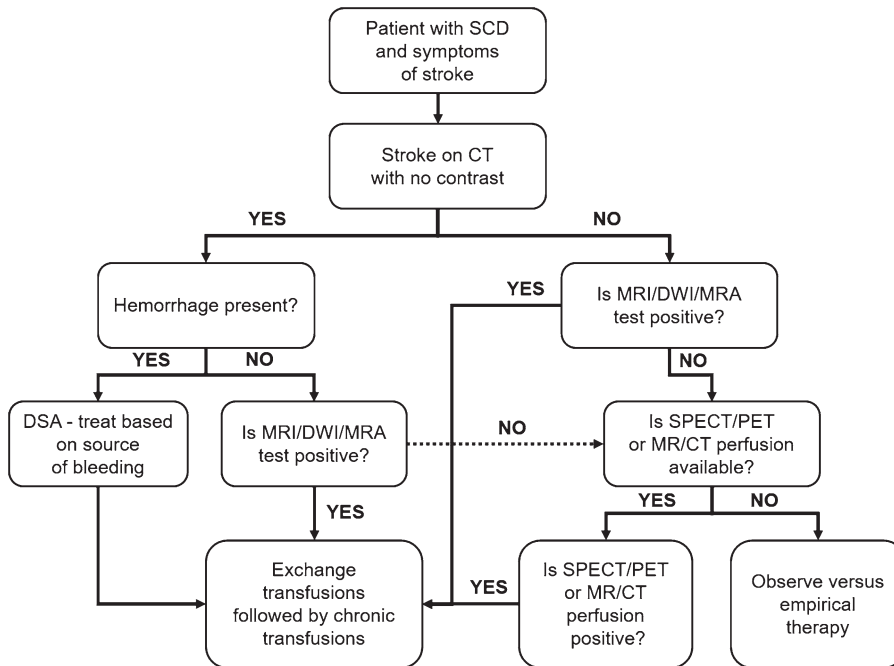 Patient with SCD
and symptoms
of stroke
Stroke on CT
with no contrast
YES
NO
Hemorrhage present?
YES
Is MRI/DWI/MRA
test positive?
YES
NO
NO
DSA - treat based
on source
of bleeding
Is MRI/DWI/MRA
test positive?
NO
Is SPECT/PET
or MR/CT perfusion
available?
YES
YES
NO
Exchange
transfusions
followed by chronic
transfusions
YES
Is SPECT/PET
or MR/CT
perfusion
positive?
Observe versus
empirical
therapy